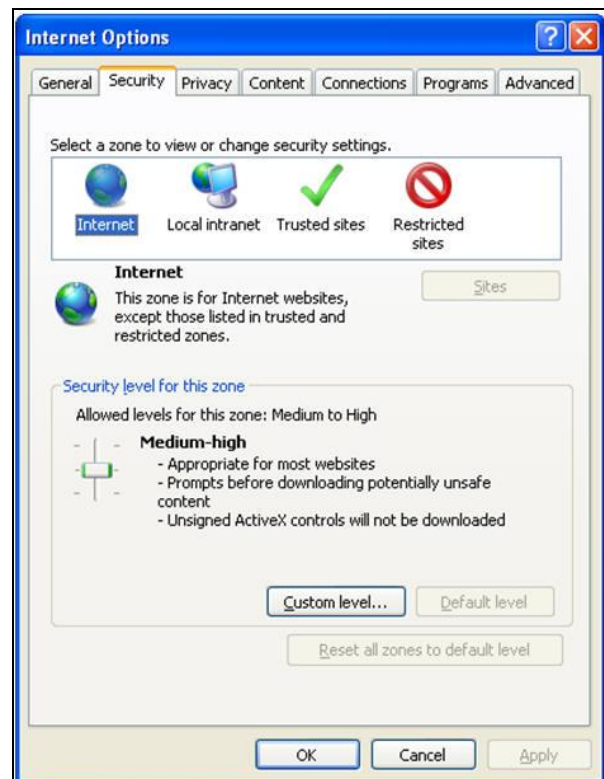 Internet Options
General Security Privacy Content Connections Programs Advanced
Select a zone to view or change security settings.
Internet Local intranet Trusted sites Restricted
sites
Internet
Sites
This zone is for Internet websites,
except those listed in trusted and
restricted zones.
Security level for this zone
Allowed levels for this zone: Medium to High
Medium-high
- Appropriate for most websites
- Prompts before downloading potentially unsafe
content
- Unsigned ActiveX controls will not be downloaded
Custom level... Default level
Reset all zones to default level
OK Cancel Apply